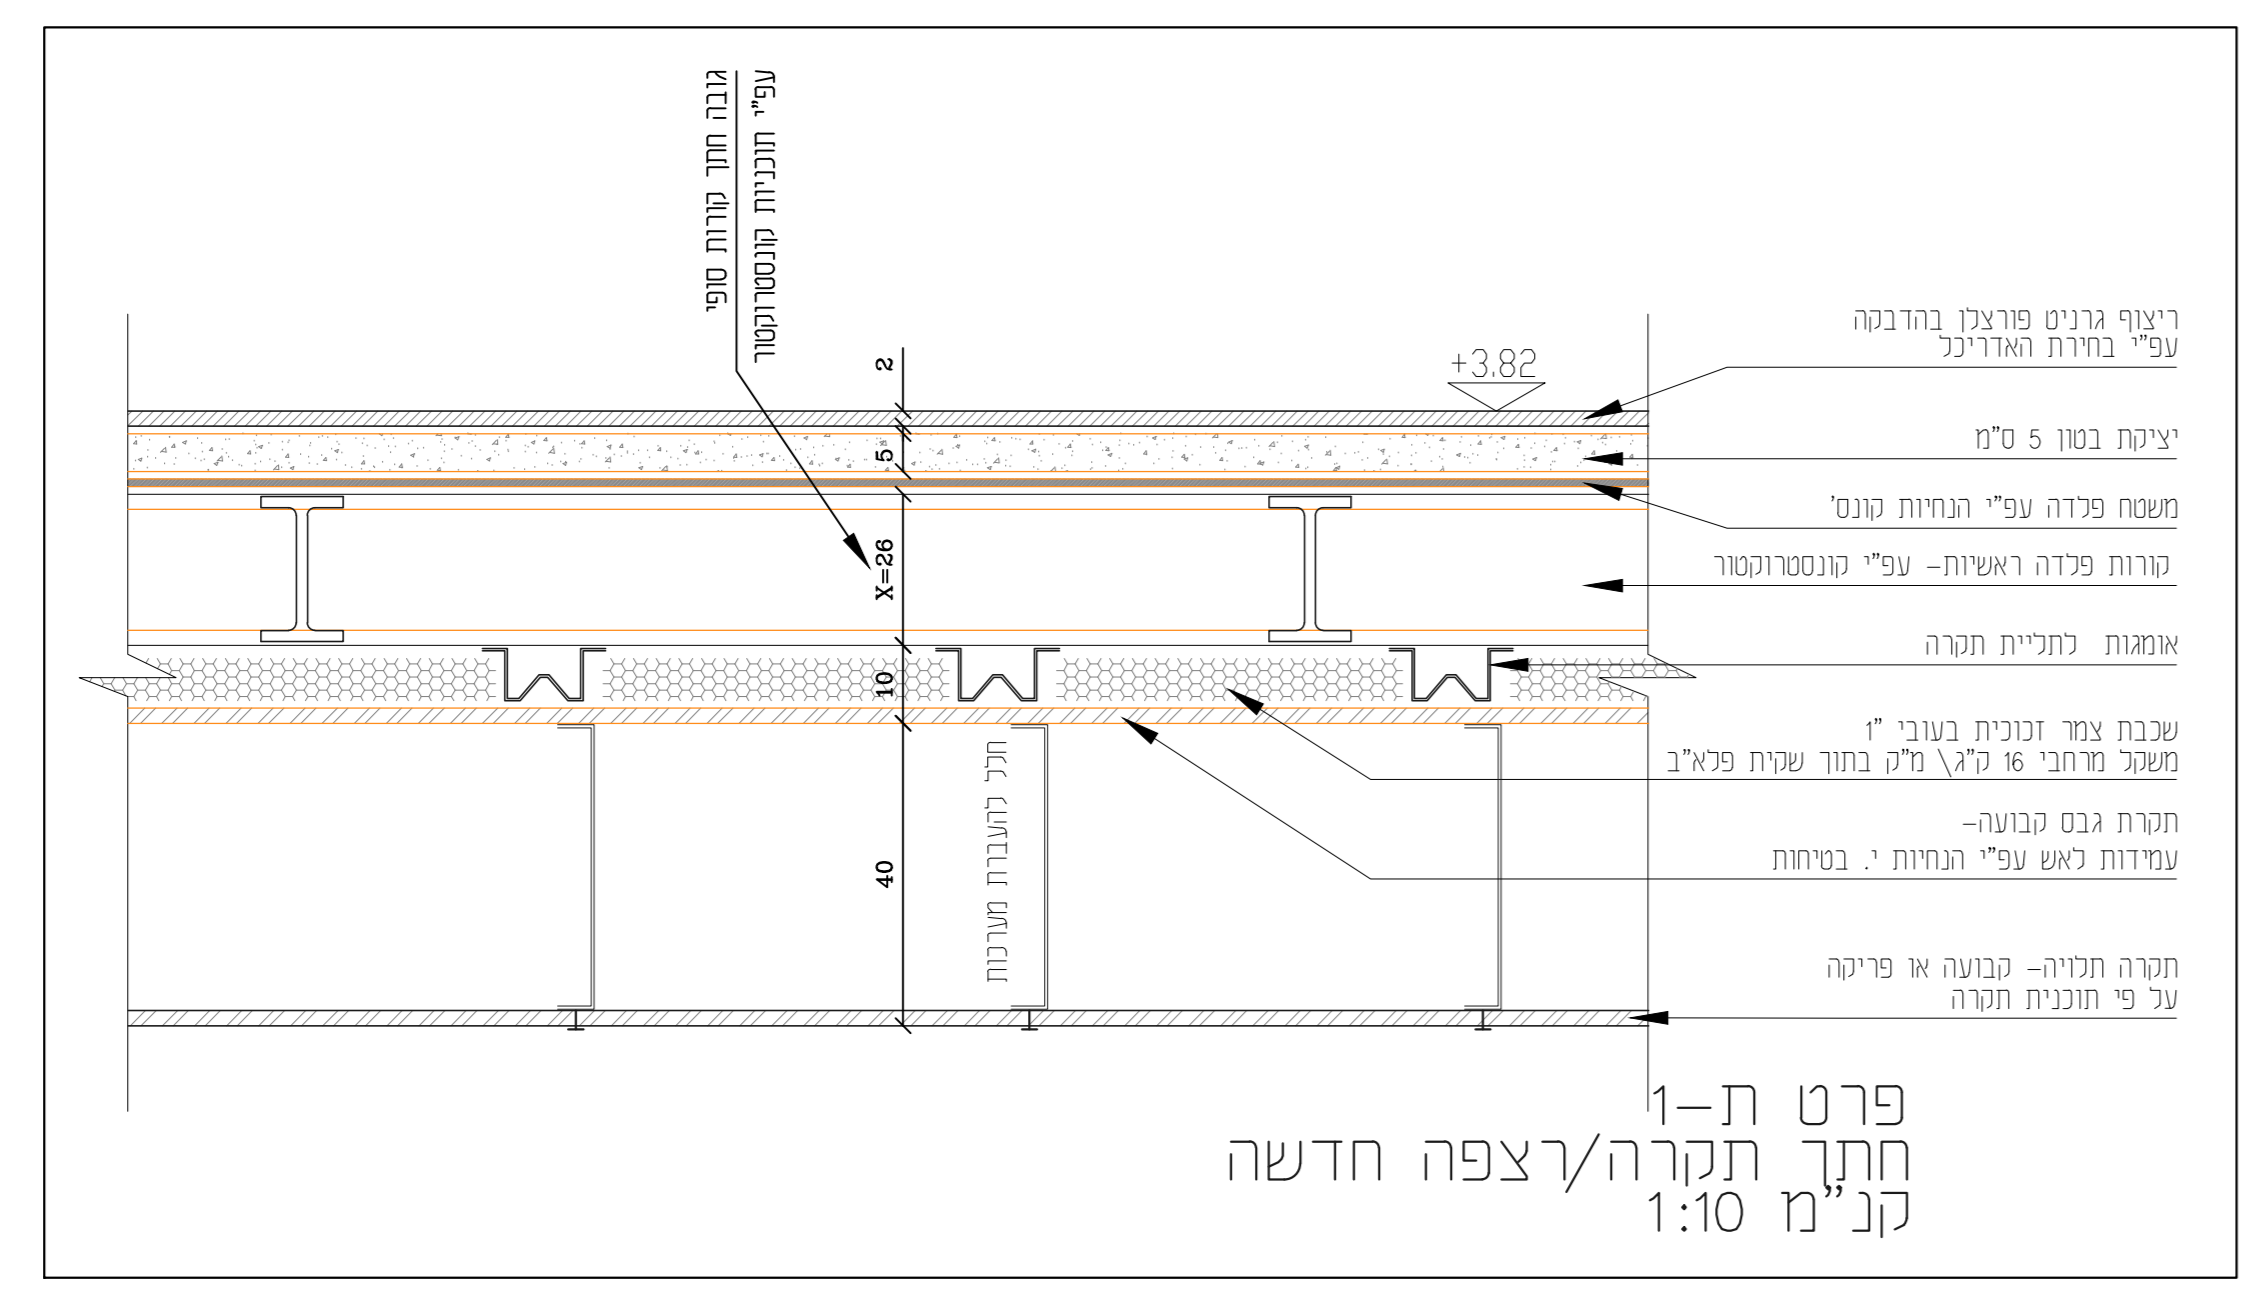 גובה חתך קורות סופי
עפ"י תוכניות קונסטרוקטור
2
+3.82
5
X=26
10
40
חלל להעברת מערכות
ריצוף גרניט פורצלן בהדבקה
עפ"י בחירת האדריכל
יציקת בטון 5 ס"מ
משטח פלדה עפ"י הנחיות קונס'
קורות פלדה ראשיות- עפ"י קונסטרוקטור
אומגות לתליית תקרה
שכבת צמר זכוכית בעובי "1
משקל מרחבי 16 ק"ג\ מ"ק בתוך שקית פלא"ב
תקרת גבס קבועה-
עמידות לאש עפ"י הנחיות י. בטיחות
תקרה תלויה- קבועה או פריקה
על פי תוכנית תקרה
פרט ת-1
חתך תקרה/רצפה חדשה
קנ"מ 1:10